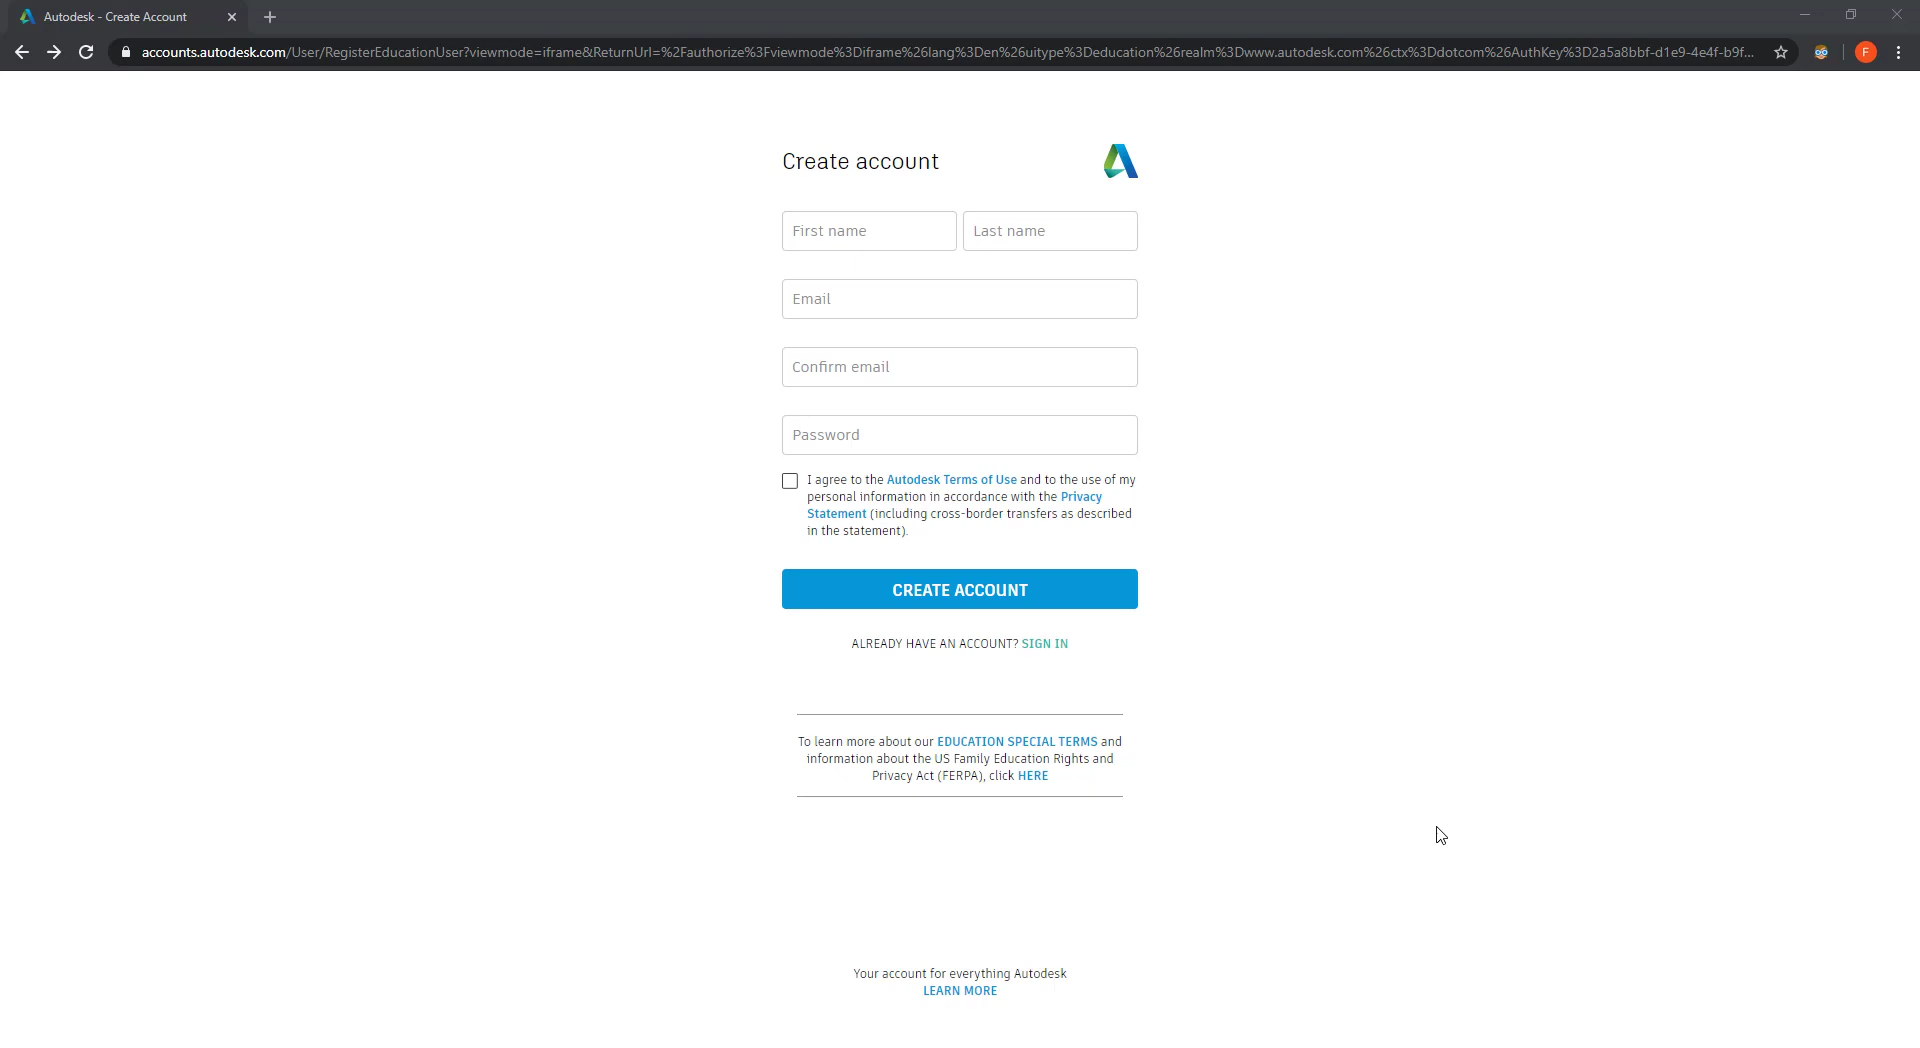 Autodesk - Create Account
accounts.autodesk.com/User/RegisterEducationUser?viewmode=iframe&ReturnUrl=%2Fauthorize%3Fviewmode%3Diframe%26lang%3Den%26uitype%3Deducation%26realm%3Dwww.autodesk.com%26ctx%3Ddotcom%26AuthKey%3D2a5a8bbf-d1e9-4e4f-b9f...
F
Create account
First name
Last name
Email
Confirm email
Password
I agree to the Autodesk Terms of Use and to the use of my
personal information in accordance with the Privacy
Statement (including cross-border transfers as described
in the statement).
CREATE ACCOUNT
ALREADY HAVE AN ACCOUNT? SIGN IN
To learn more about our EDUCATION SPECIAL TERMS and
information about the US Family Education Rights and
Privacy Act (FERPA), click HERE
Your account for everything Autodesk
LEARN MORE